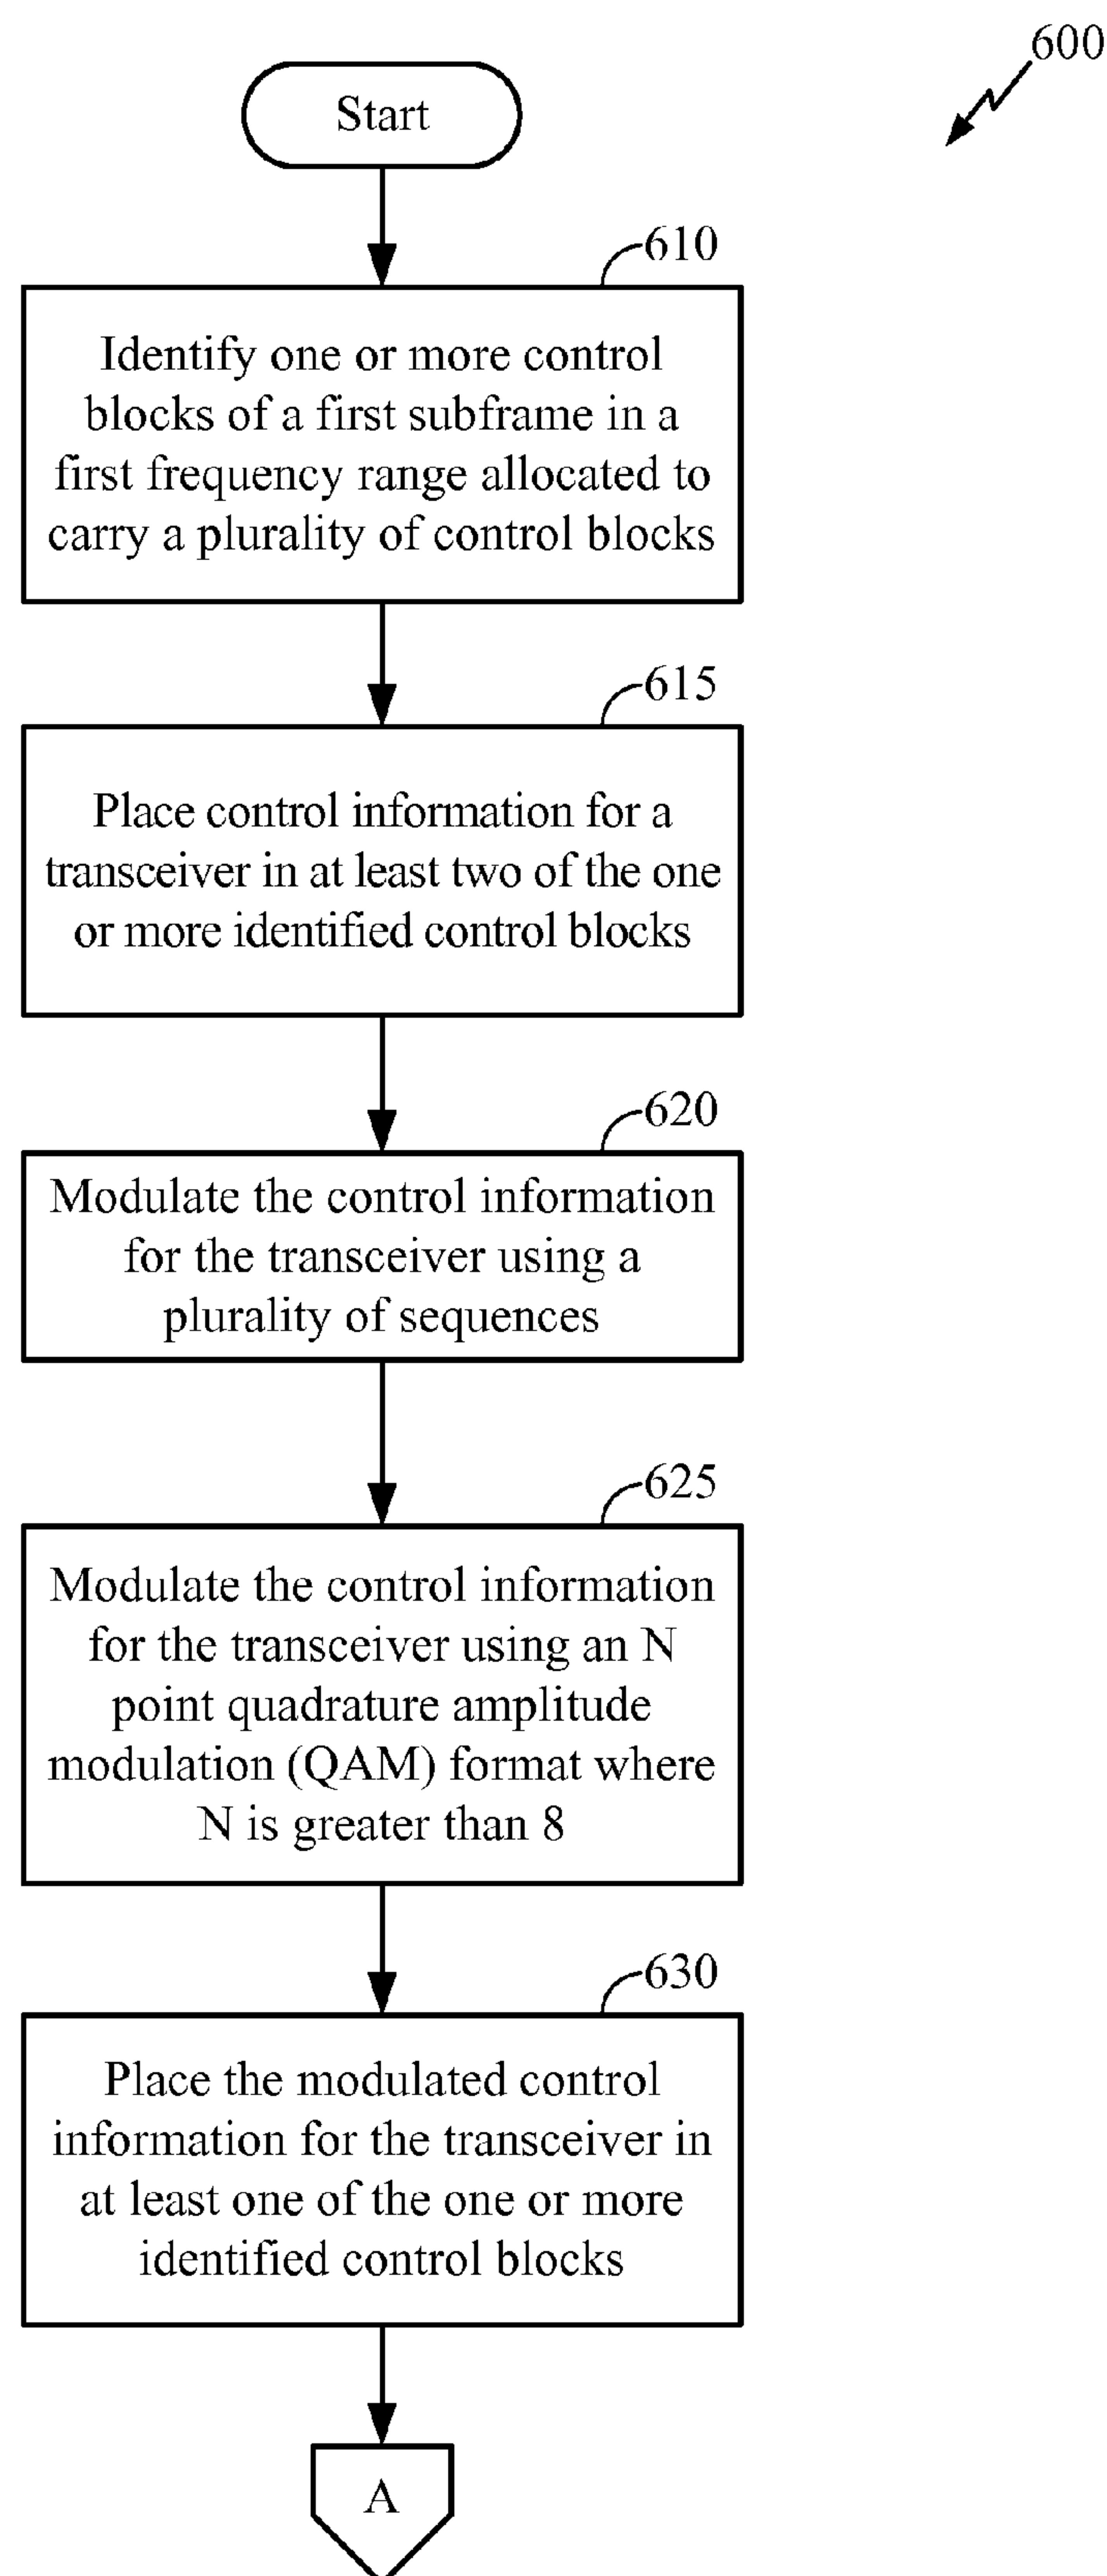 600
Start
610
Identify one or more control
blocks of a first subframe in a
first frequency range allocated to
carry a plurality of control blocks
615
Place control information for a
transceiver in at least two of the one
or more identified control blocks
620
Modulate the control information
for the transceiver using a
plurality of sequences
625
Modulate the control information
for the transceiver using an N
point quadrature amplitude
modulation (QAM) format where
N is greater than 8
630
Place the modulated control
information for the transceiver in
at least one of the one or more
identified control blocks
A